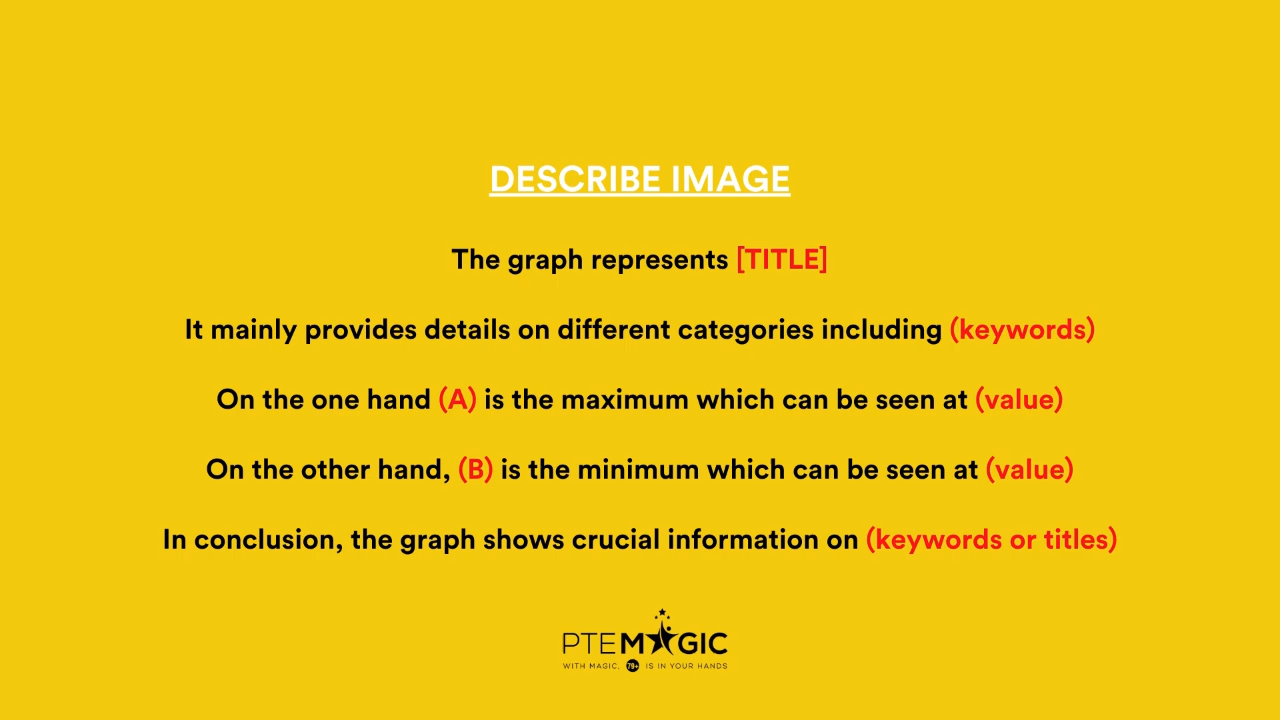 DESCRIBE IMAGE
The graph represents [TITLE]
It mainly provides details on different categories including (keywords)
On the one hand (A) is the maximum which can be seen at (value)
On the other hand, (B) is the minimum which can be seen at (value)
In conclusion, the graph shows crucial information on (keywords or titles)
PTEMAGIC
WITH MAGIC, 79+ IS IN YOUR HANDS